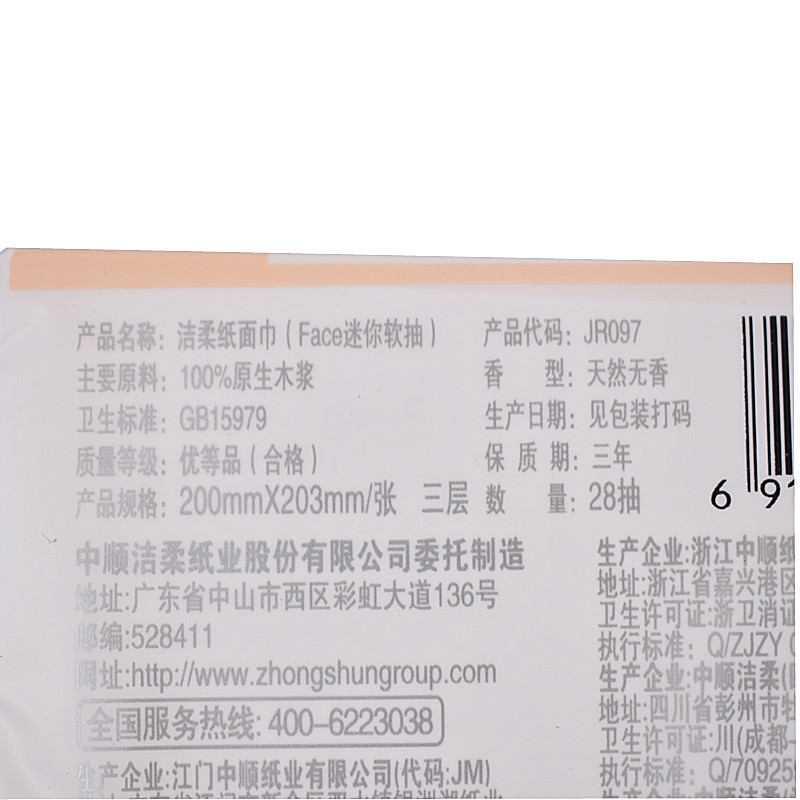 产品名称: 洁柔纸面巾(Face迷你软抽) 产品代码: JR097
主要原料: 100%原生木浆 香 型: 天然无香
卫生标准: GB15979 生产日期: 见包装打码
质量等级: 优等品(合格) 保 质 期: 三年
产品规格: 200mmX203mm/张 三层 数 量: 28抽
6 9
中顺洁柔纸业股份有限公司委托制造
地址:广东省中山市西区彩虹大道136号
邮编:528411
网址:http://www.zhongshungroup.com
全国服务热线: 400-6223038
生产企业:江门中顺纸业有限公司(代码:JM)
生产企业:浙江中顺纸
地址:浙江省嘉兴港区
卫生许可证:浙卫消证
执行标准: Q/ZJZY
生产企业:中顺洁柔(
地址:四川省彭州市牡
卫生许可证:川(成都
执行标准: Q/70925